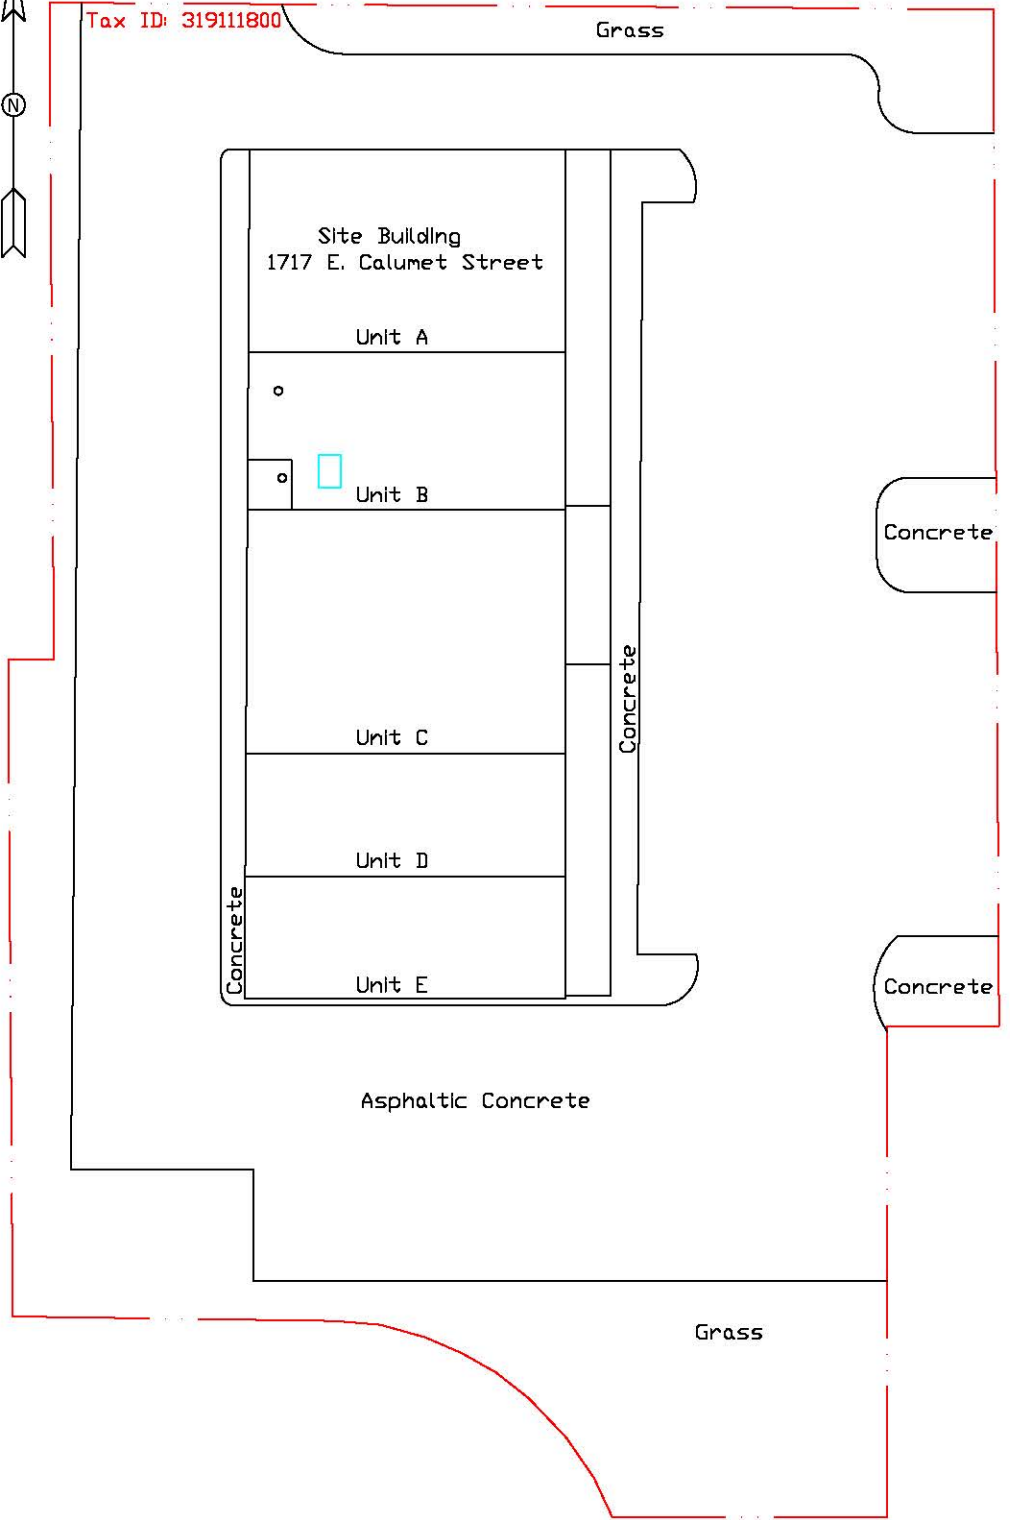 Tax ID: 319111800
Grass
N
Site Building
1717 E. Calumet Street
Unit A
Unit B
Concrete
Concrete
Unit C
Unit D
Concrete
Unit E
Concrete
Asphaltic Concrete
Grass